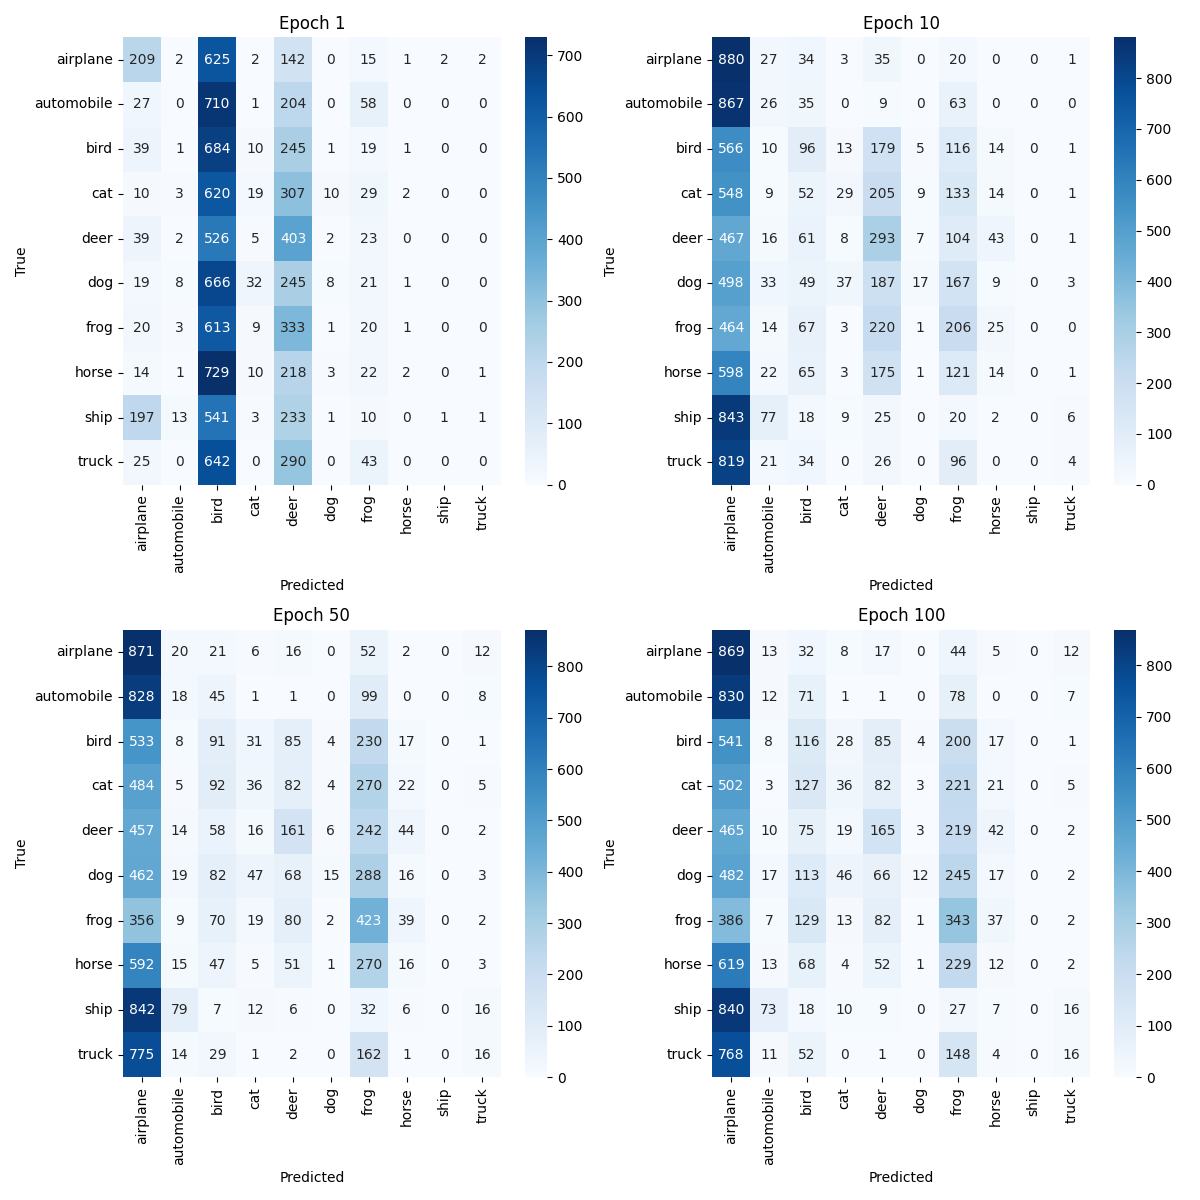 Epoch 1
airplane 209 2 625 2 142 0 15 1 2 2
automobile 27 0 710 1 204 0 58 0 0 0
bird 39 1 684 10 245 1 19 1 0 0
cat 10 3 620 19 307 10 29 2 0 0
deer 39 2 526 5 403 2 23 0 0 0
dog 19 8 666 32 245 8 21 1 0 0
frog 20 3 613 9 333 1 20 1 0 0
horse 14 1 729 10 218 3 22 2 0 1
ship 197 13 541 3 233 1 10 0 1 1
truck 25 0 642 0 290 0 43 0 0 0
airplane automobile bird cat deer dog frog horse ship truck
True
Predicted
700
600
500
400
300
200
100
0
Epoch 10
airplane 880 27 34 3 35 0 20 0 0 1
automobile 867 26 35 0 9 0 63 0 0 0
bird 566 10 96 13 179 5 116 14 0 1
cat 548 9 52 29 205 9 133 14 0 1
deer 467 16 61 8 293 7 104 43 0 1
dog 498 33 49 37 187 17 167 9 0 3
frog 464 14 67 3 220 1 206 25 0 0
horse 598 22 65 3 175 1 121 14 0 1
ship 843 77 18 9 25 0 20 2 0 6
truck 819 21 34 0 26 0 96 0 0 4
airplane automobile bird cat deer dog frog horse ship truck
True
Predicted
800
700
600
500
400
300
200
100
0
Epoch 50
airplane 871 20 21 6 16 0 52 2 0 12
automobile 828 18 45 1 1 0 99 0 0 8
bird 533 8 91 31 85 4 230 17 0 1
cat 484 5 92 36 82 4 270 22 0 5
deer 457 14 58 16 161 6 242 44 0 2
dog 462 19 82 47 68 15 288 16 0 3
frog 356 9 70 19 80 2 423 39 0 2
horse 592 15 47 5 51 1 270 16 0 3
ship 842 79 7 12 6 0 32 6 0 16
truck 775 14 29 1 2 0 162 1 0 16
airplane automobile bird cat deer dog frog horse ship truck
True
Predicted
800
700
600
500
400
300
200
100
0
Epoch 100
airplane 869 13 32 8 17 0 44 5 0 12
automobile 830 12 71 1 1 0 78 0 0 7
bird 541 8 116 28 85 4 200 17 0 1
cat 502 3 127 36 82 3 221 21 0 5
deer 465 10 75 19 165 3 219 42 0 2
dog 482 17 113 46 66 12 245 17 0 2
frog 386 7 129 13 82 1 343 37 0 2
horse 619 13 68 4 52 1 229 12 0 2
ship 840 73 18 10 9 0 27 7 0 16
truck 768 11 52 0 1 0 148 4 0 16
airplane automobile bird cat deer dog frog horse ship truck
True
Predicted
800
700
600
500
400
300
200
100
0